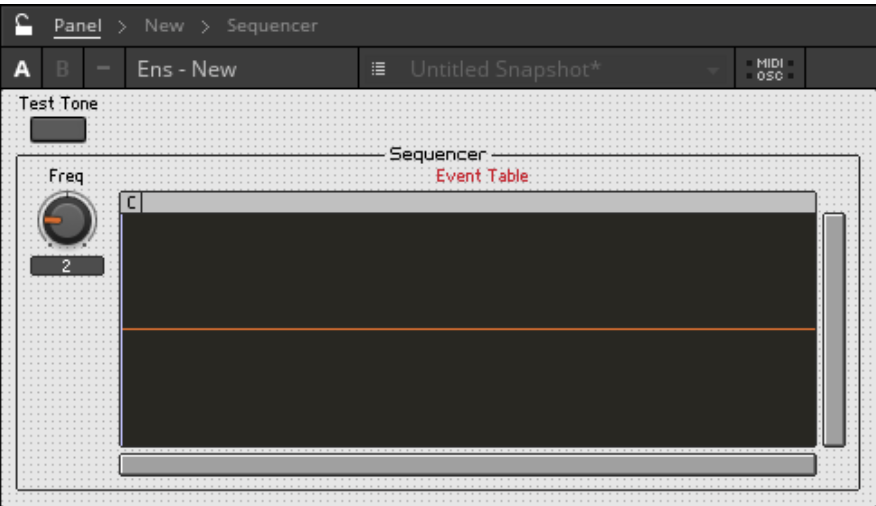 Panel > New > Sequencer
A B – Ens - New Untitled Snapshot* MIDI OSC
Test Tone
Sequencer
Freq
Event Table
C
2